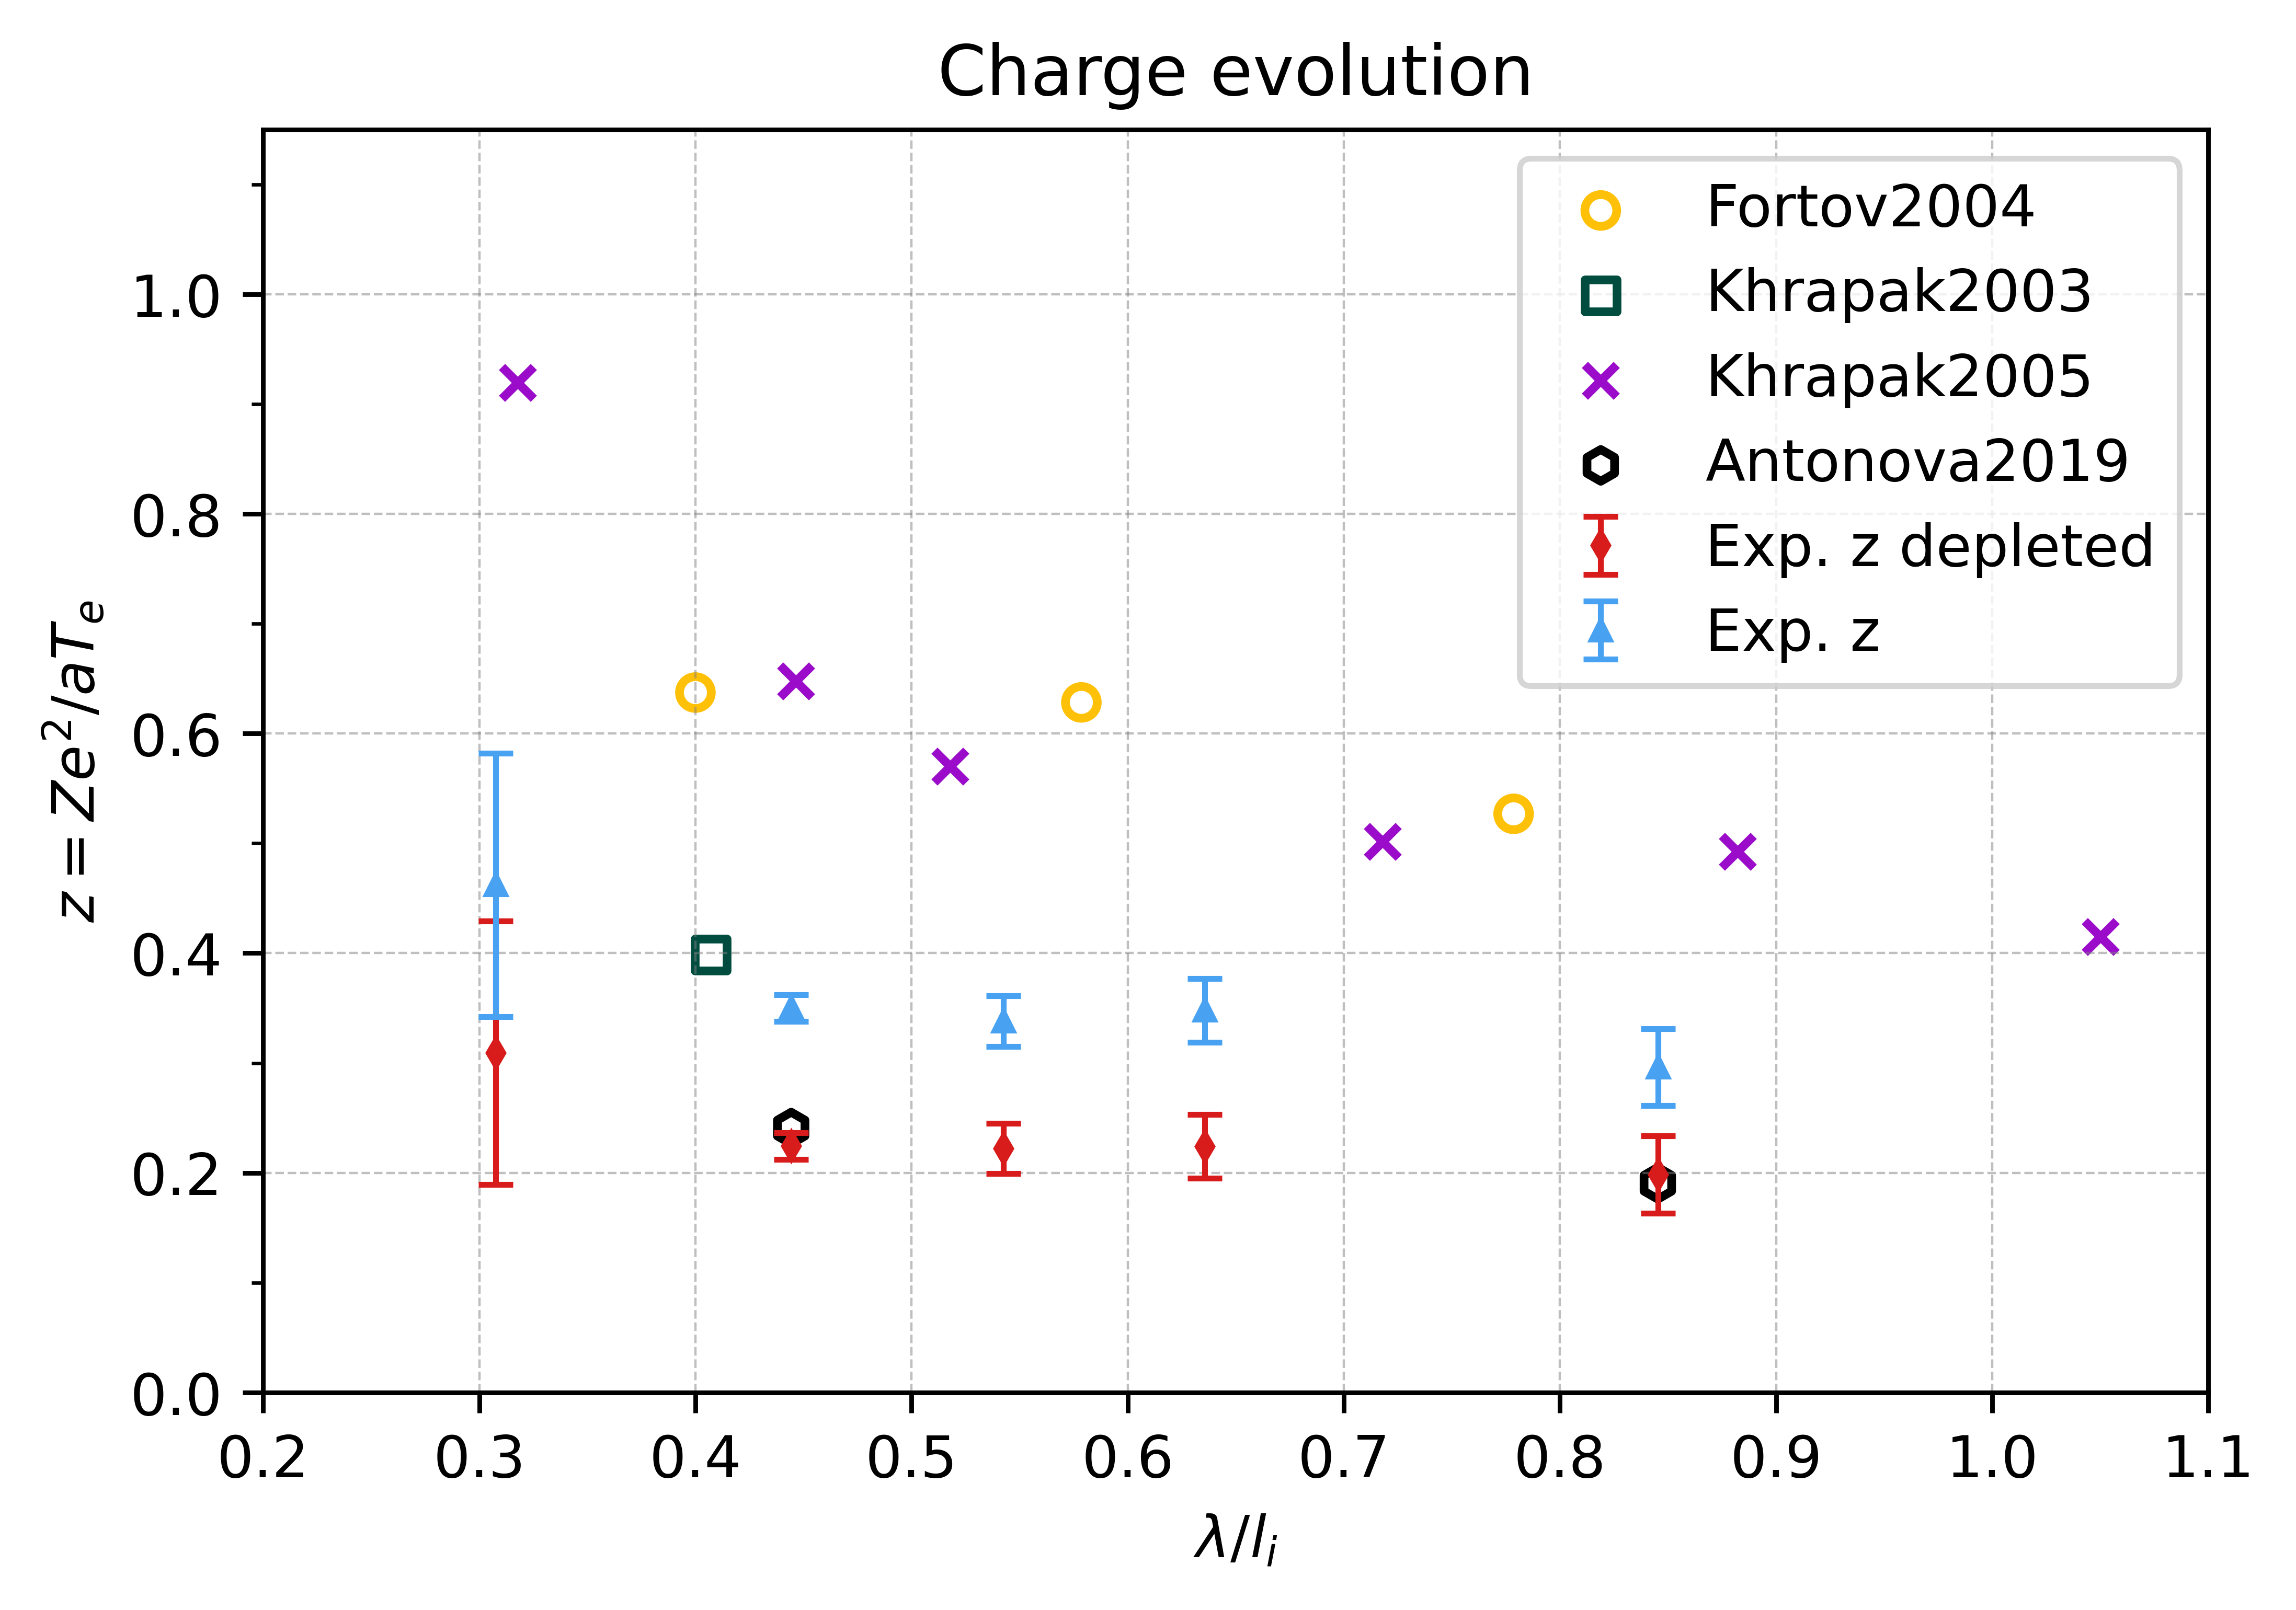 Charge evolution
Fortov2004
Khrapak2003
Khrapak2005
Antonova2019
Exp. z depleted
Exp. z
z = Ze²/aTₑ
1.0
0.8
0.6
0.4
0.2
0.0
0.2 0.3 0.4 0.5 0.6 0.7 0.8 0.9 1.0 1.1
λ/lᵢ